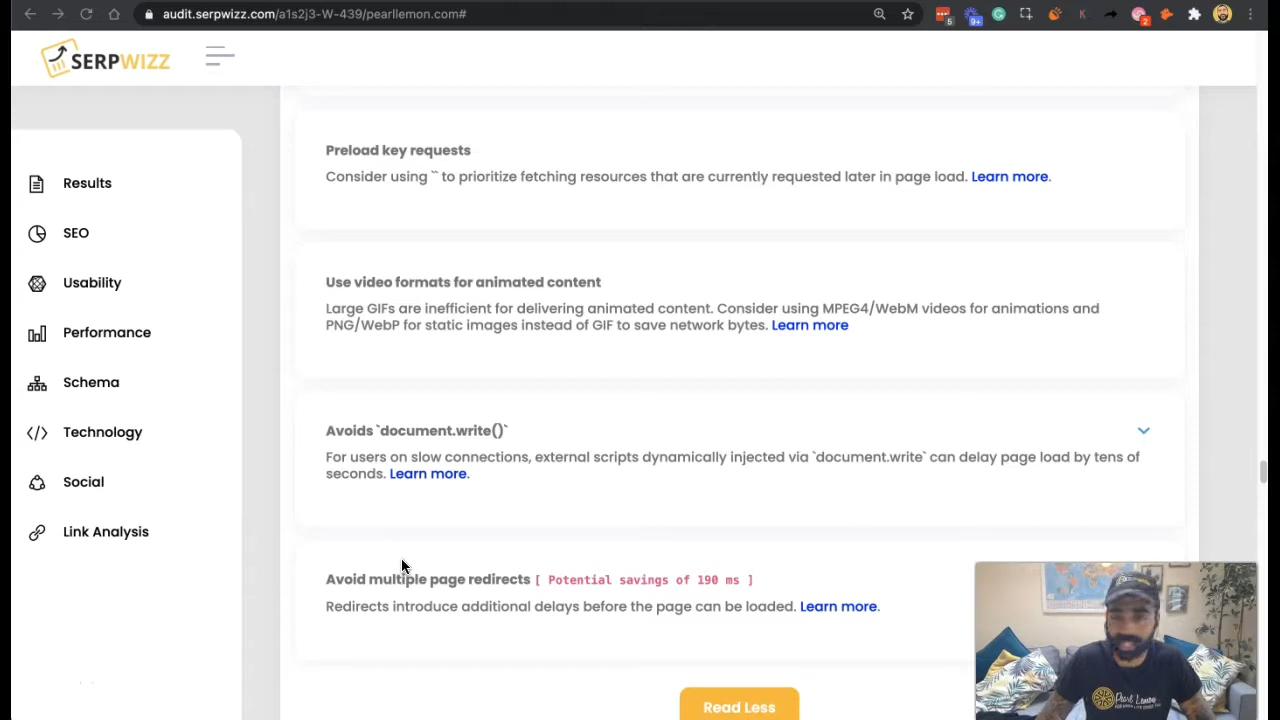 audit.serpwizz.com/a1s2j3-W-439/pearllemon.com#
5
9+
K
2
SERPWIZZ
Results
SEO
Usability
Performance
Schema
Technology
Social
Link Analysis
Preload key requests
Consider using `` to prioritize fetching resources that are currently requested later in page load. Learn more.
Use video formats for animated content
Large GIFs are inefficient for delivering animated content. Consider using MPEG4/WebM videos for animations and
PNG/WebP for static images instead of GIF to save network bytes. Learn more
Avoids `document.write()`
For users on slow connections, external scripts dynamically injected via `document.write` can delay page load by tens of
seconds. Learn more.
Avoid multiple page redirects [ Potential savings of 190 ms ]
Redirects introduce additional delays before the page can be loaded. Learn more.
Read Less
Pearl Lemon